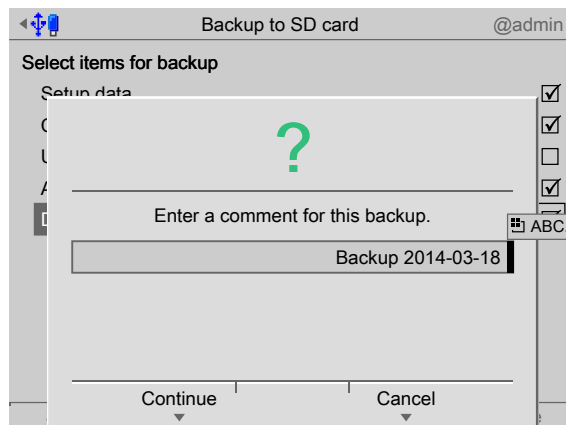 Backup to SD card @admin
Select items for backup
Setup data
?
Enter a comment for this backup.
ABC
Backup 2014-03-18
Continue Cancel